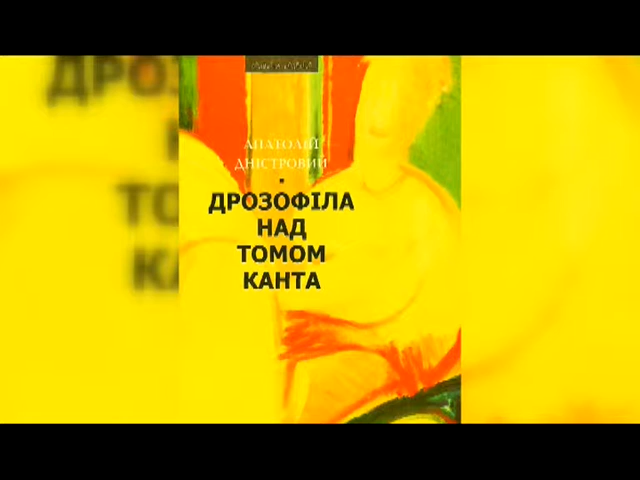 АНАТОЛІЙ
ДНІСТРОВИЙ
ДРОЗОФІЛА
НАД
ТОМОМ
КАНТА